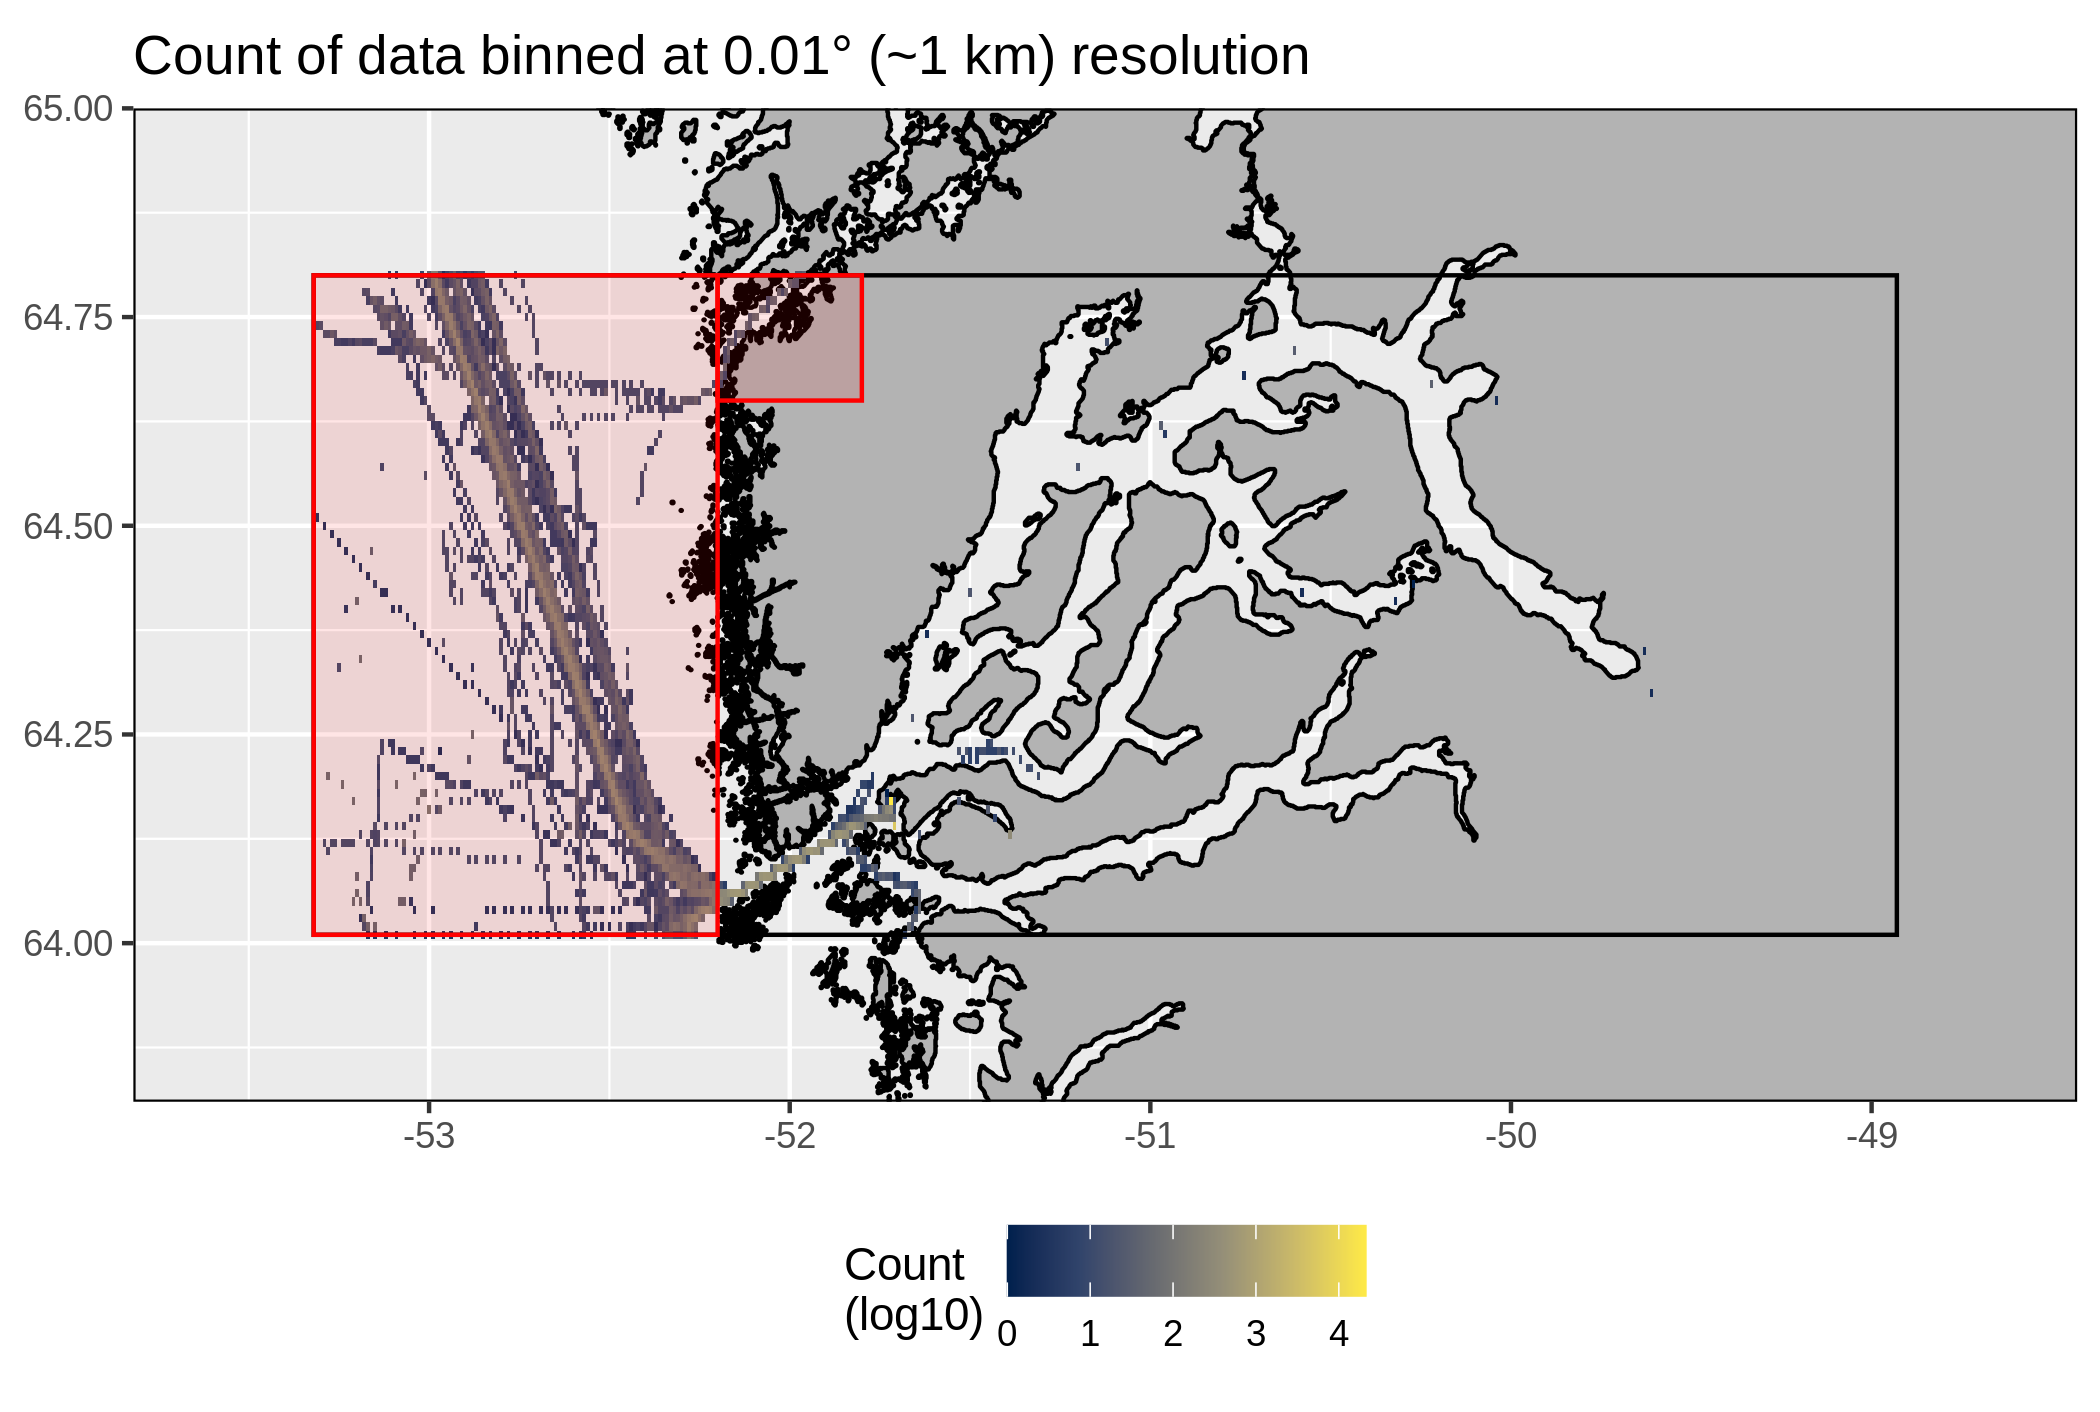 Count of data binned at 0.01° (~1 km) resolution
65.00
64.75
64.50
64.25
64.00
-53 -52 -51 -50 -49
Count
(log10)
0 1 2 3 4